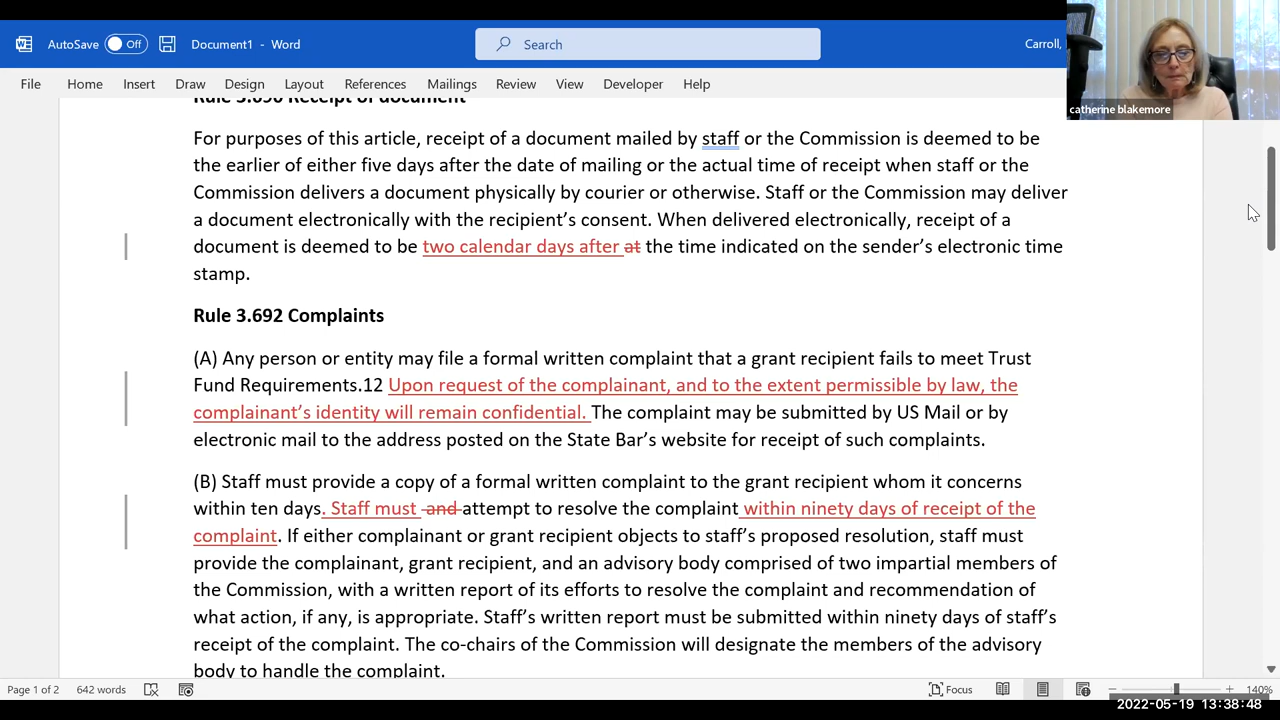 AutoSave Off Document1 - Word Search Carroll,
File Home Insert Draw Design Layout References Mailings Review View Developer Help
catherine blakemore
Rule 3.690 Receipt of document
For purposes of this article, receipt of a document mailed by staff or the Commission is deemed to be
the earlier of either five days after the date of mailing or the actual time of receipt when staff or the
Commission delivers a document physically by courier or otherwise. Staff or the Commission may deliver
a document electronically with the recipient’s consent. When delivered electronically, receipt of a
document is deemed to be two calendar days after at the time indicated on the sender’s electronic time
stamp.
Rule 3.692 Complaints
(A) Any person or entity may file a formal written complaint that a grant recipient fails to meet Trust
Fund Requirements.12 Upon request of the complainant, and to the extent permissible by law, the
complainant’s identity will remain confidential. The complaint may be submitted by US Mail or by
electronic mail to the address posted on the State Bar’s website for receipt of such complaints.
(B) Staff must provide a copy of a formal written complaint to the grant recipient whom it concerns
within ten days. Staff must and attempt to resolve the complaint within ninety days of receipt of the
complaint. If either complainant or grant recipient objects to staff’s proposed resolution, staff must
provide the complainant, grant recipient, and an advisory body comprised of two impartial members of
the Commission, with a written report of its efforts to resolve the complaint and recommendation of
what action, if any, is appropriate. Staff’s written report must be submitted within ninety days of staff’s
receipt of the complaint. The co-chairs of the Commission will designate the members of the advisory
body to handle the complaint.
Page 1 of 2 642 words Focus 140%
2022-05-19 13:38:48